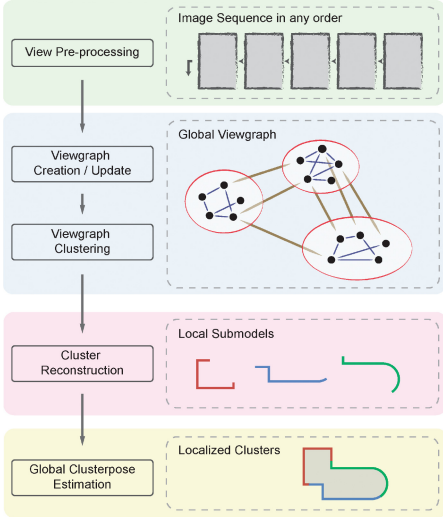 Image Sequence in any order
View Pre-processing
Global Viewgraph
Viewgraph
Creation / Update
Viewgraph
Clustering
Local Submodels
Cluster
Reconstruction
Localized Clusters
Global Clusterpose
Estimation